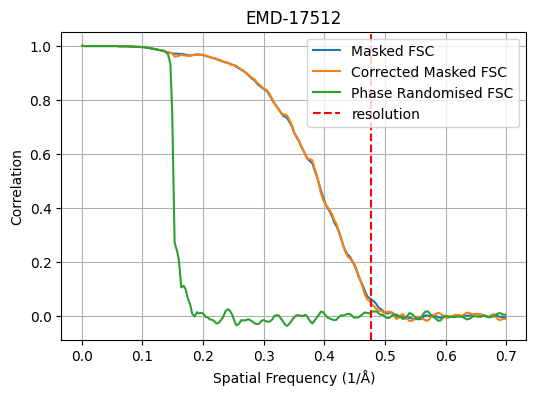 EMD-17512
Masked FSC
Corrected Masked FSC
Phase Randomised FSC
resolution
Correlation
1.0
0.8
0.6
0.4
0.2
0.0
0.0 0.1 0.2 0.3 0.4 0.5 0.6 0.7
Spatial Frequency (1/Å)